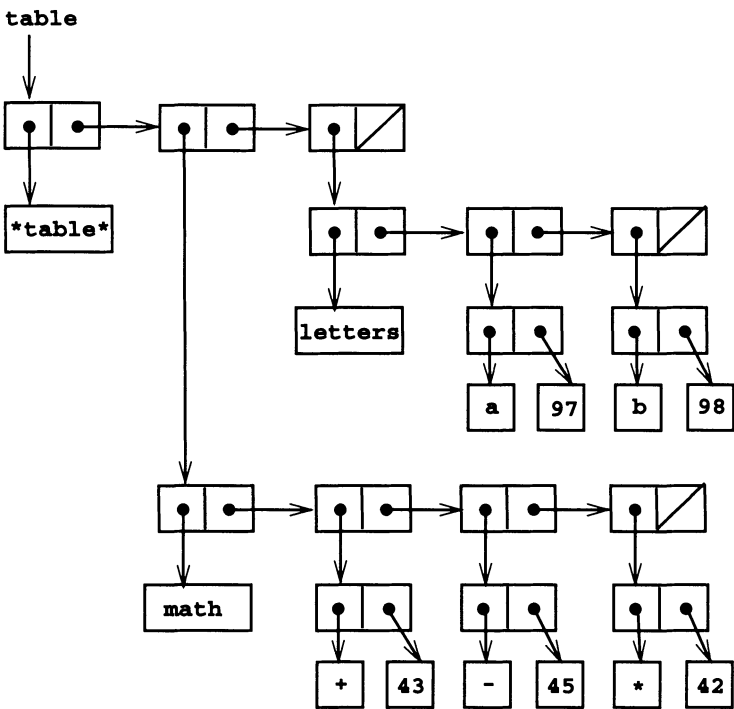 table
*table*
letters
a 97 b 98
math
+ 43 - 45 * 42